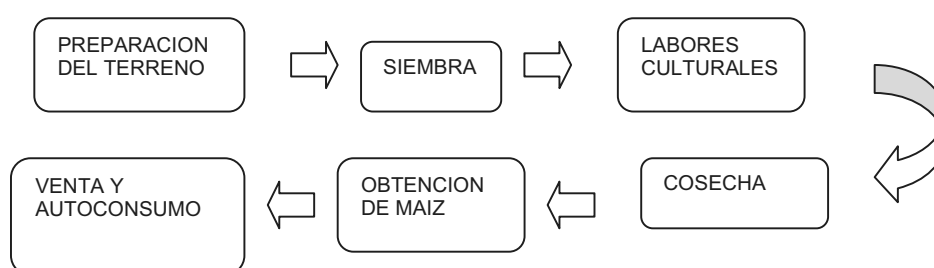 PREPARACION
DEL TERRENO
SIEMBRA
LABORES
CULTURALES
COSECHA
OBTENCION
DE MAIZ
VENTA Y
AUTOCONSUMO